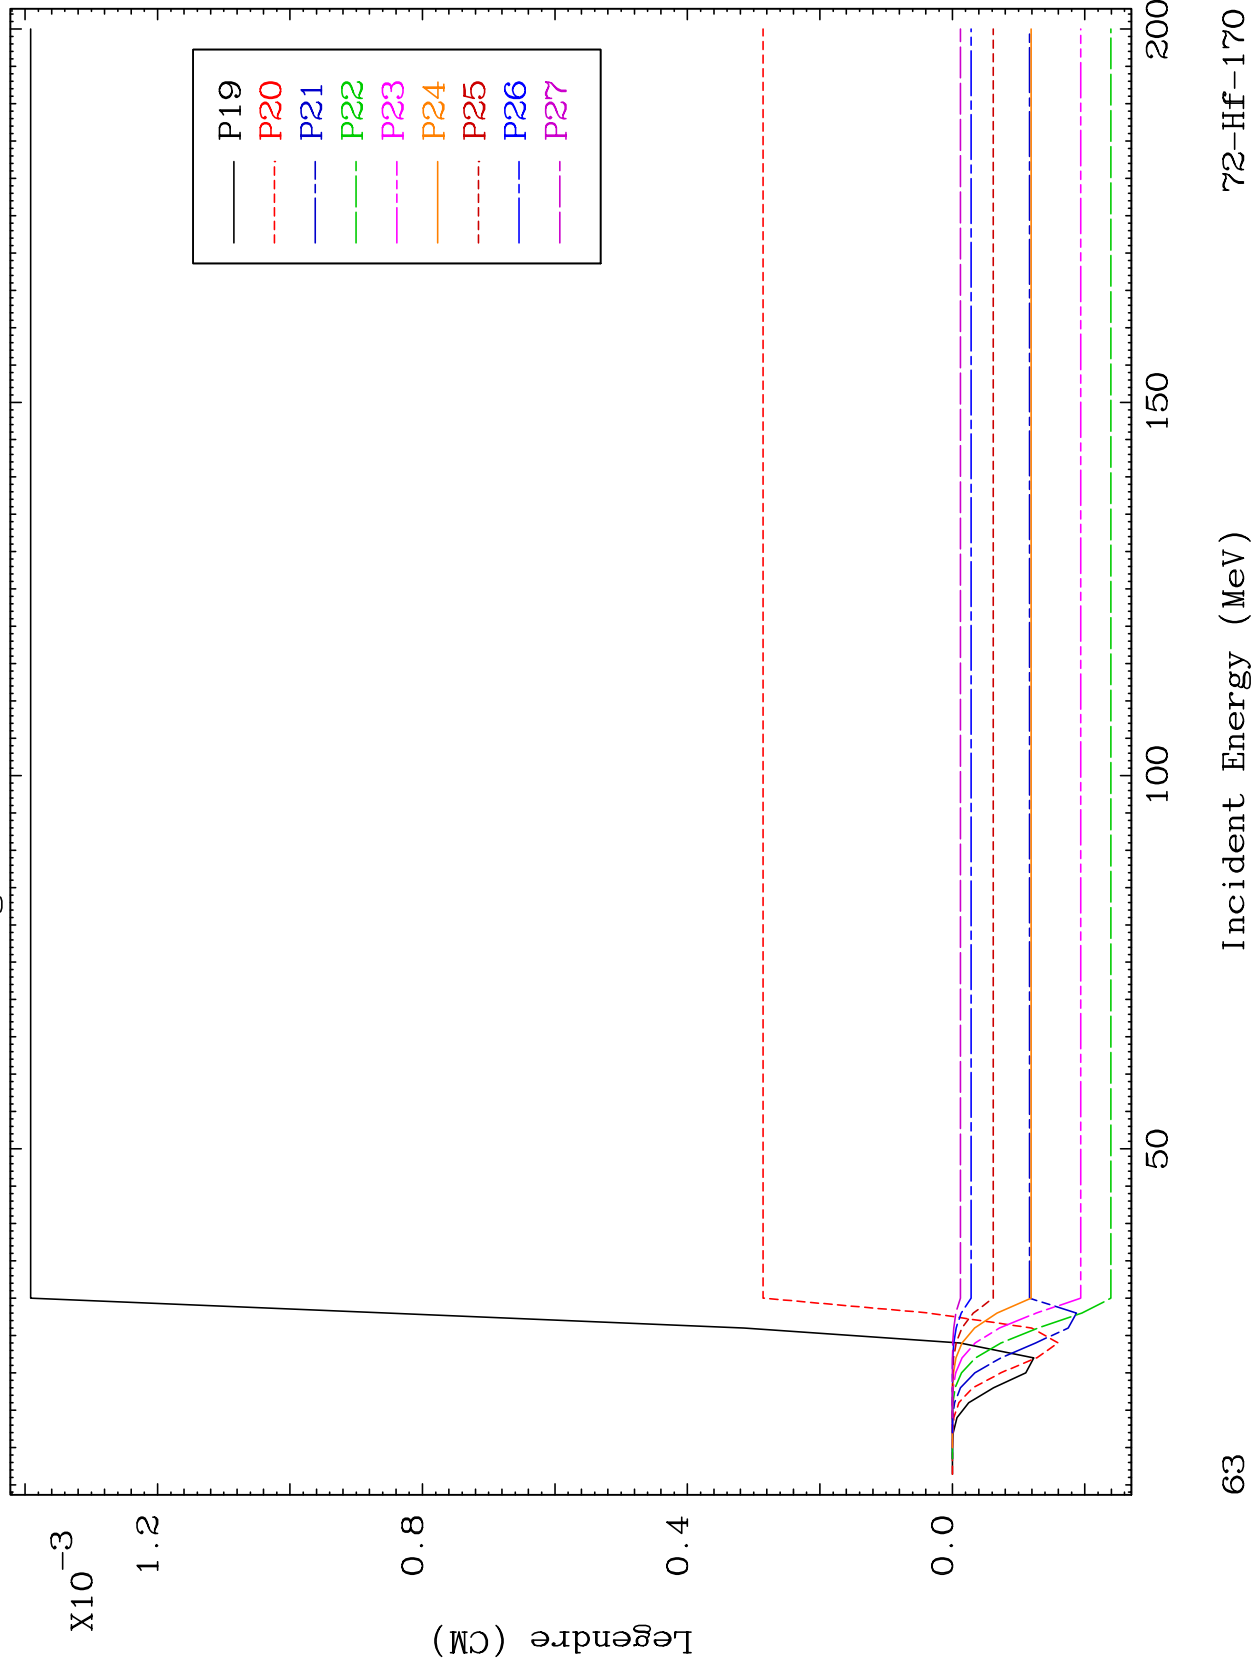 X10-3
1.2
0.8
0.4
0.0
Legendre (CM)
P19
P20
P21
P22
P23
P24
P25
P26
P27
50
100
150
200
Incident Energy (MeV)
63
72-Hf-170